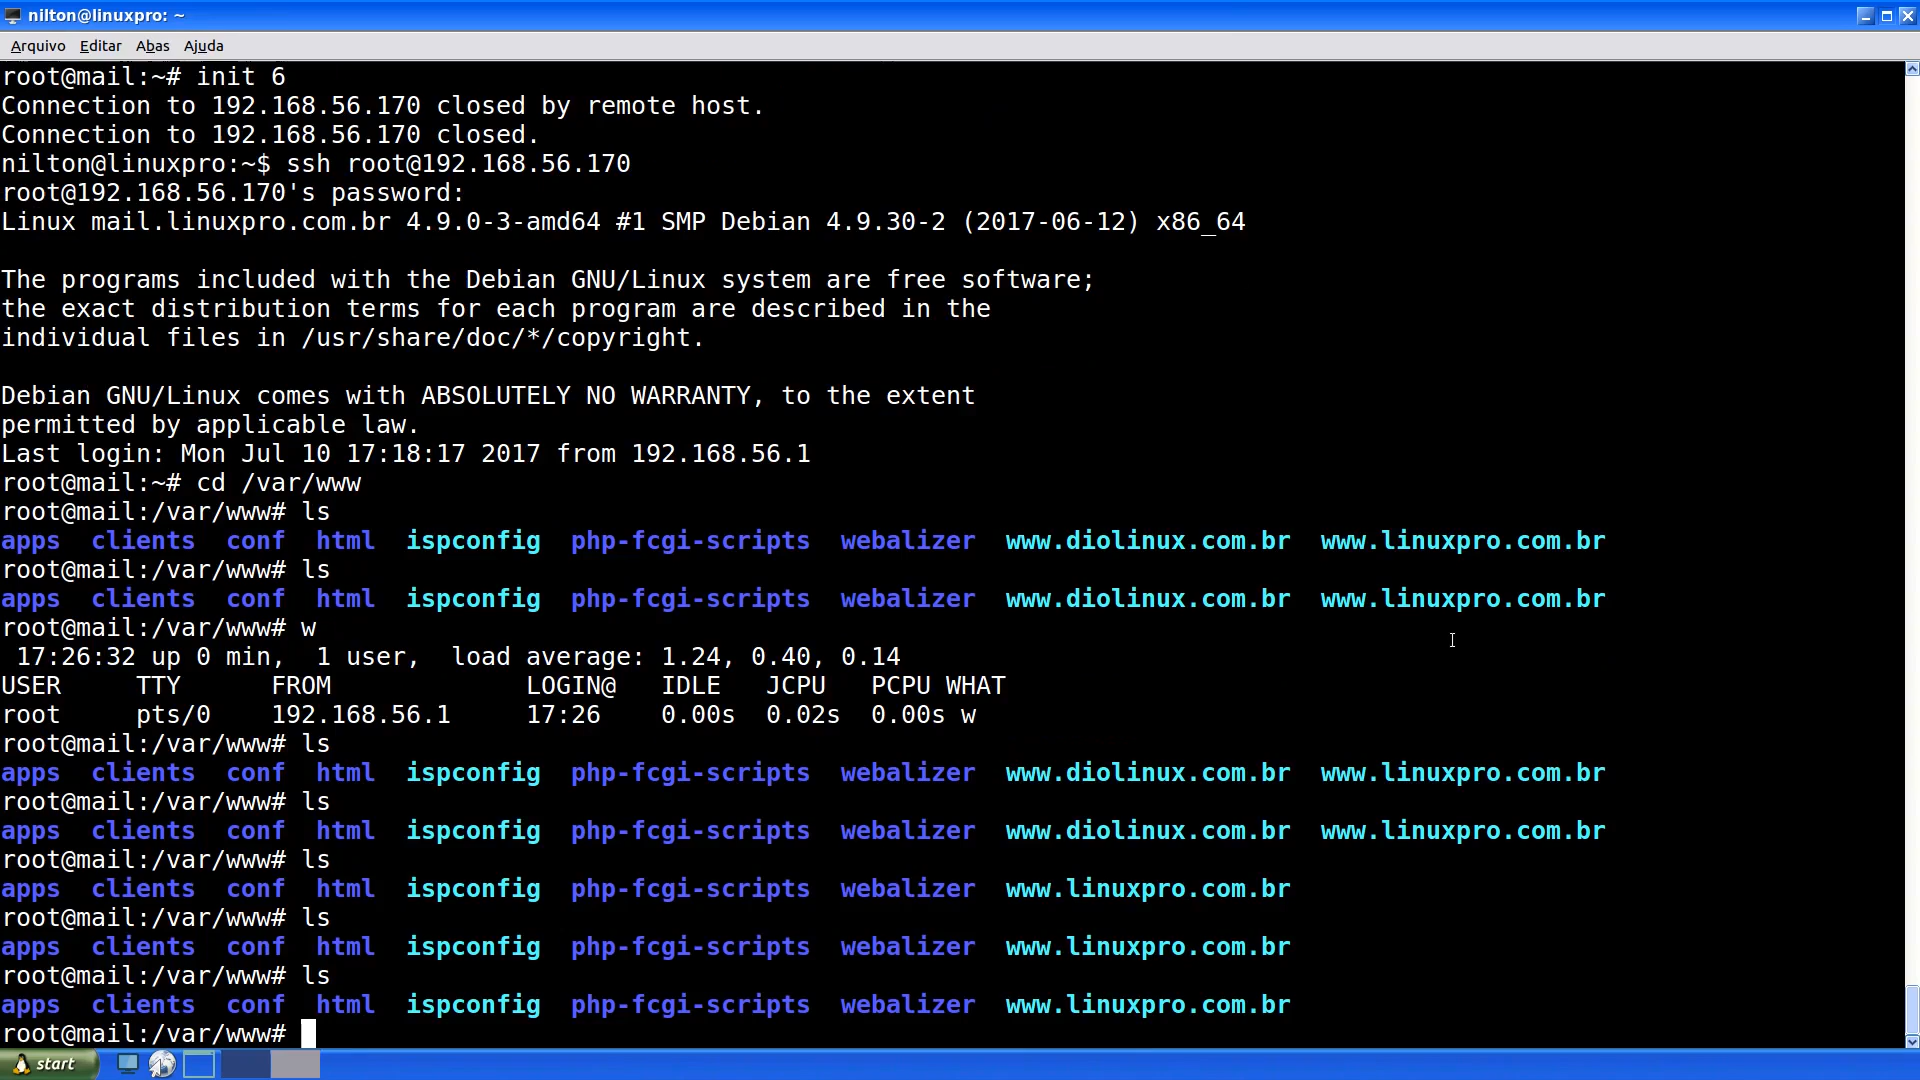 nilton@linuxpro: ~
Arquivo Editar Abas Ajuda
root@mail:~# init 6
Connection to 192.168.56.170 closed by remote host.
Connection to 192.168.56.170 closed.
nilton@linuxpro:~$ ssh root@192.168.56.170
root@192.168.56.170's password:
Linux mail.linuxpro.com.br 4.9.0-3-amd64 #1 SMP Debian 4.9.30-2 (2017-06-12) x86_64
The programs included with the Debian GNU/Linux system are free software;
the exact distribution terms for each program are described in the
individual files in /usr/share/doc/*/copyright.
Debian GNU/Linux comes with ABSOLUTELY NO WARRANTY, to the extent
permitted by applicable law.
Last login: Mon Jul 10 17:18:17 2017 from 192.168.56.1
root@mail:~# cd /var/www
root@mail:/var/www# ls
apps  clients  conf  html  ispconfig  php-fcgi-scripts  webalizer  www.diolinux.com.br  www.linuxpro.com.br
root@mail:/var/www# ls
apps  clients  conf  html  ispconfig  php-fcgi-scripts  webalizer  www.diolinux.com.br  www.linuxpro.com.br
root@mail:/var/www# w
 17:26:32 up 0 min,  1 user,  load average: 1.24, 0.40, 0.14
USER     TTY      FROM             LOGIN@   IDLE   JCPU   PCPU WHAT
root     pts/0    192.168.56.1     17:26    0.00s  0.02s  0.00s w
root@mail:/var/www# ls
apps  clients  conf  html  ispconfig  php-fcgi-scripts  webalizer  www.diolinux.com.br  www.linuxpro.com.br
root@mail:/var/www# ls
apps  clients  conf  html  ispconfig  php-fcgi-scripts  webalizer  www.diolinux.com.br  www.linuxpro.com.br
root@mail:/var/www# ls
apps  clients  conf  html  ispconfig  php-fcgi-scripts  webalizer  www.linuxpro.com.br
root@mail:/var/www# ls
apps  clients  conf  html  ispconfig  php-fcgi-scripts  webalizer  www.linuxpro.com.br
root@mail:/var/www# ls
apps  clients  conf  html  ispconfig  php-fcgi-scripts  webalizer  www.linuxpro.com.br
root@mail:/var/www#
start